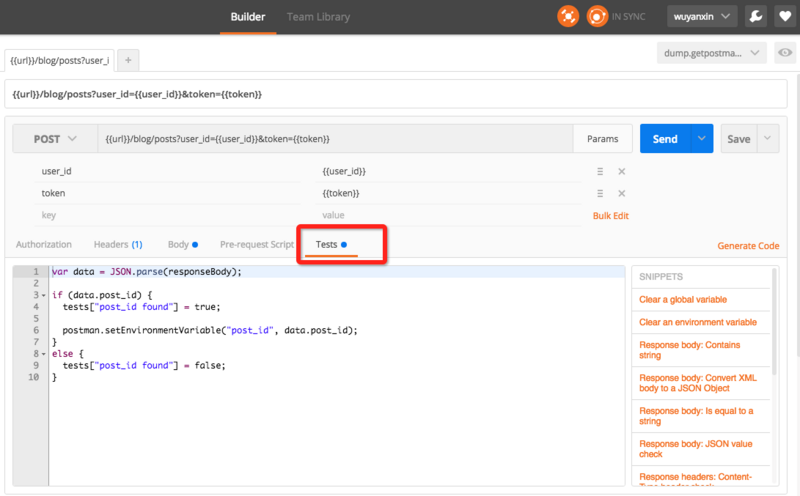 Builder
Team Library
IN SYNC
wuyanxin
{{url}}/blog/posts?user_i
+
dump.getpostma...
{{url}}/blog/posts?user_id={{user_id}}&token={{token}}
POST
{{url}}/blog/posts?user_id={{user_id}}&token={{token}}
Params
Send
Save
user_id
{{user_id}}
token
{{token}}
key
value
Bulk Edit
Authorization
Headers (1)
Body
Pre-request Script
Tests
Generate Code
1 var data = JSON.parse(responseBody);
2
3 if (data.post_id) {
4 tests["post_id found"] = true;
5
6 postman.setEnvironmentVariable("post_id", data.post_id);
7 }
8 else {
9 tests["post_id found"] = false;
10 }
SNIPPETS
Clear a global variable
Clear an environment variable
Response body: Contains
string
Response body: Convert XML
body to a JSON Object
Response body: Is equal to a
string
Response body: JSON value
check
Response headers: Content-
Type header check